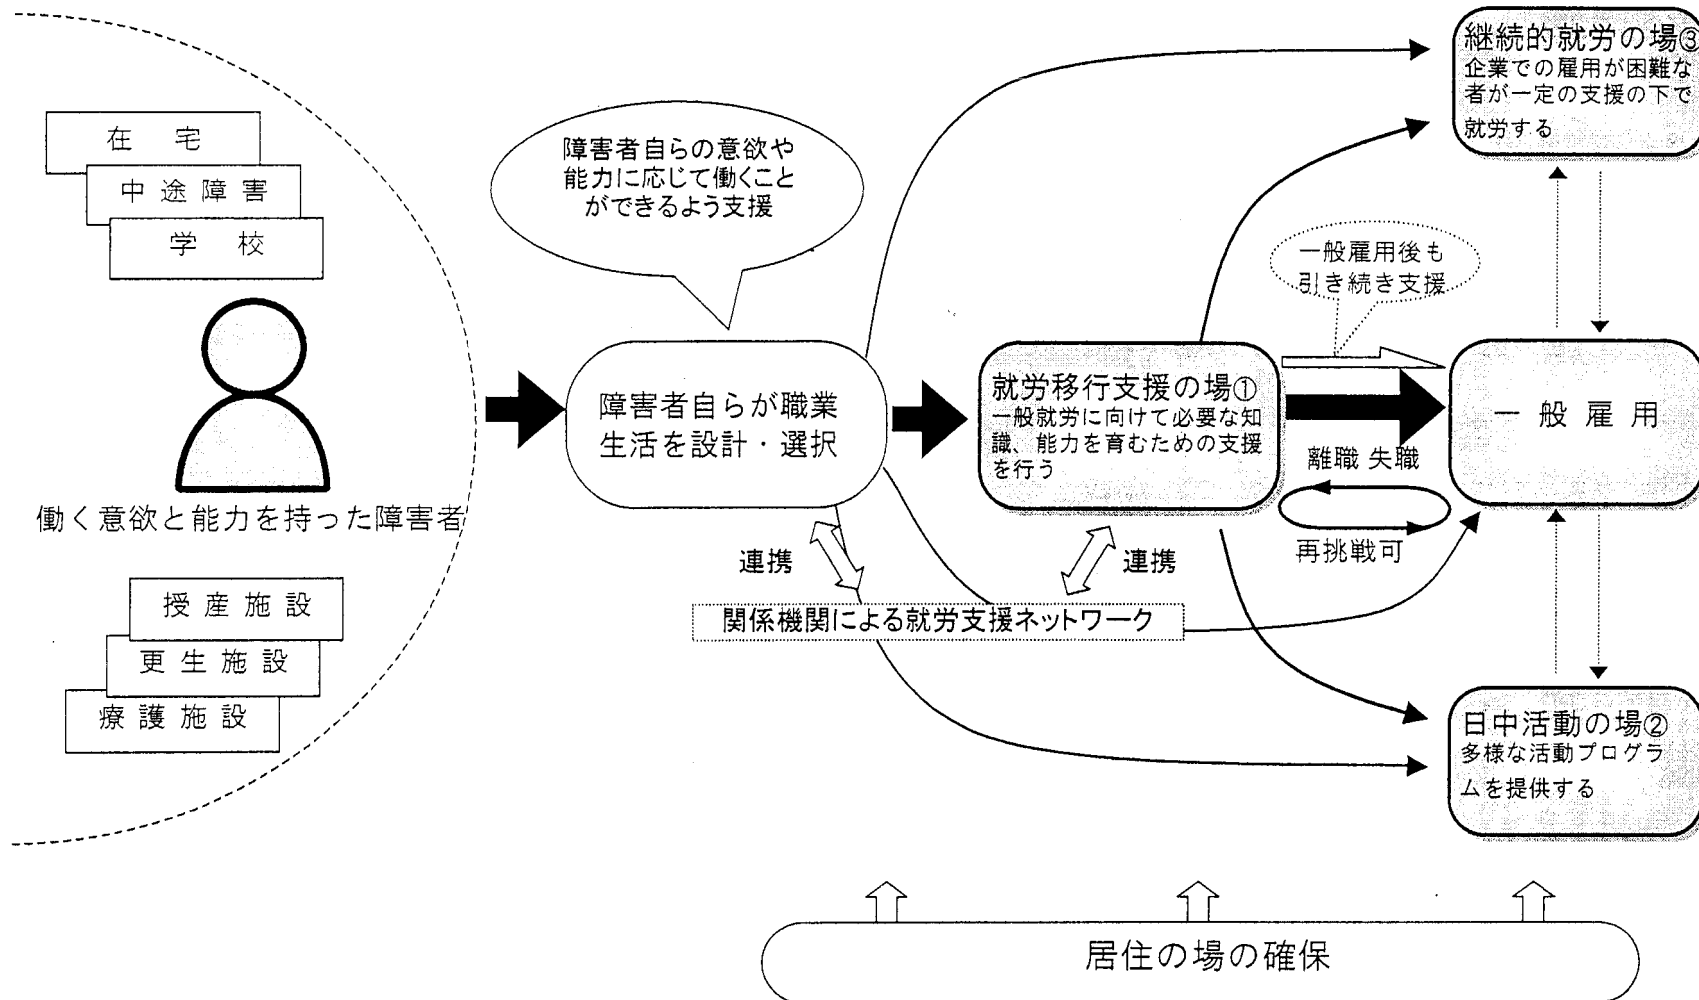 在 宅
中途障害
学 校
働く意欲と能力を持った障害者
授産施設
更生施設
療護施設
障害者自らの意欲や
能力に応じて働くこと
ができるよう支援
障害者自らが職業
生活を設計・選択
連携
就労移行支援の場①
一般就労に向けて必要な知
識、能力を育むための支援
を行う
連携
関係機関による就労支援ネットワーク
一般雇用後も
引き続き支援
離職 失職
再挑戦可
継続的就労の場③
企業での雇用が困難な
者が一定の支援の下で
就労する
一般雇用
日中活動の場②
多様な活動プログラ
ムを提供する
居住の場の確保